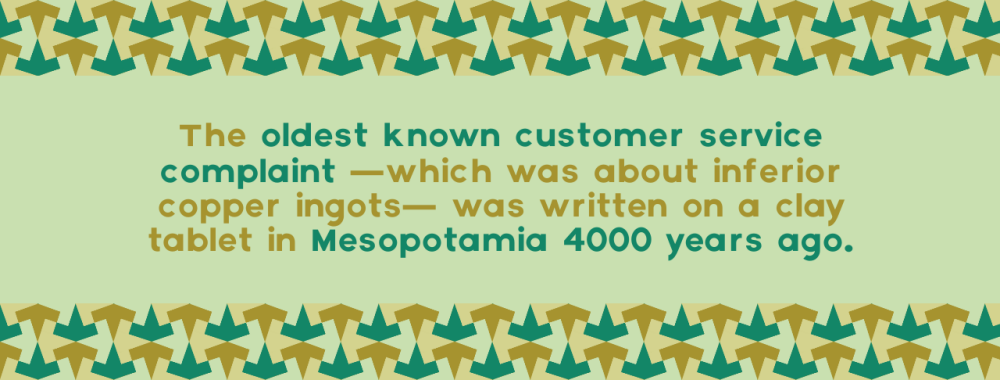 The oldest known customer service
complaint —which was about inferior
copper ingots— was written on a clay
tablet in Mesopotamia 4000 years ago.